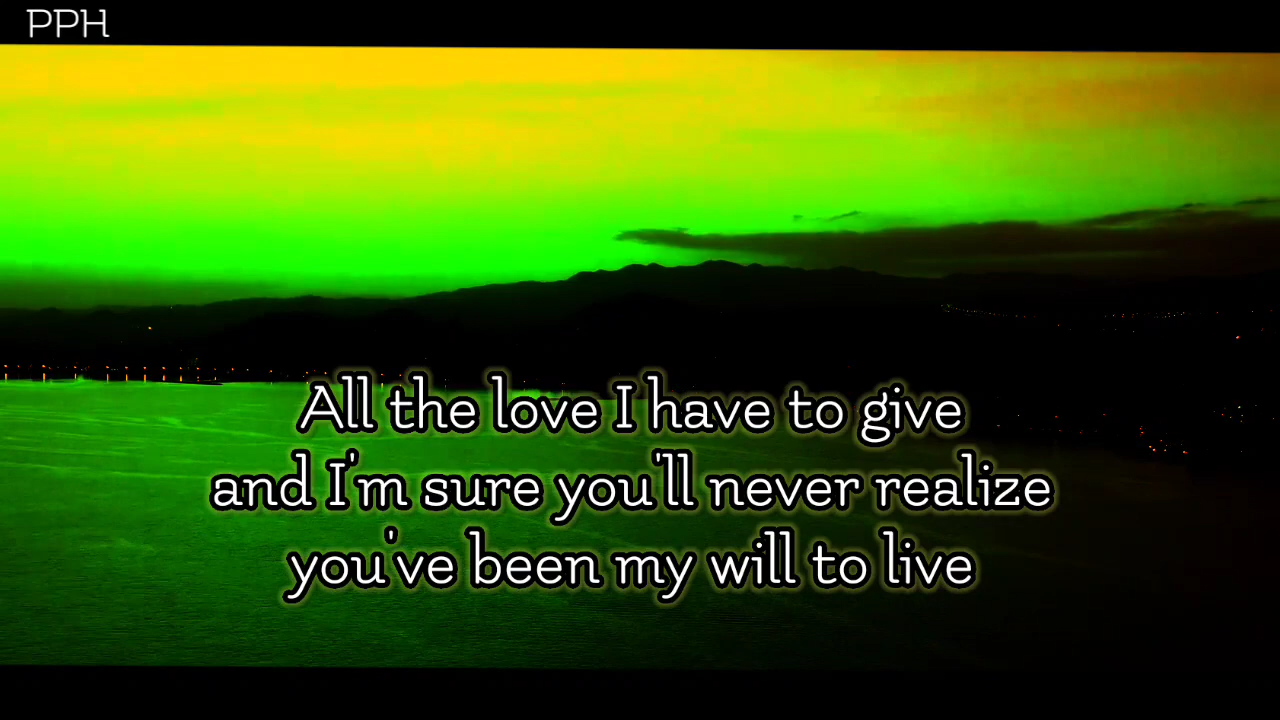 PPH
All the love I have to give
and I'm sure you'll never realize
you've been my will to live